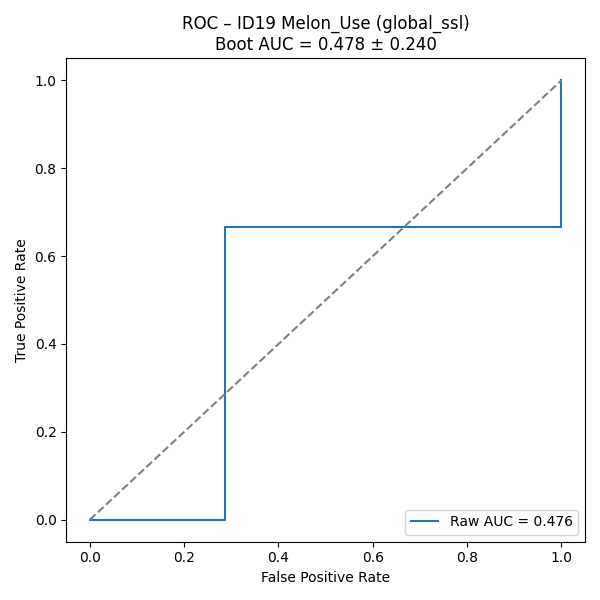 ROC – ID19 Melon_Use (global_ssl)
Boot AUC = 0.478 ± 0.240
True Positive Rate
1.0
0.8
0.6
0.4
0.2
0.0
Raw AUC = 0.476
0.0 0.2 0.4 0.6 0.8 1.0
False Positive Rate